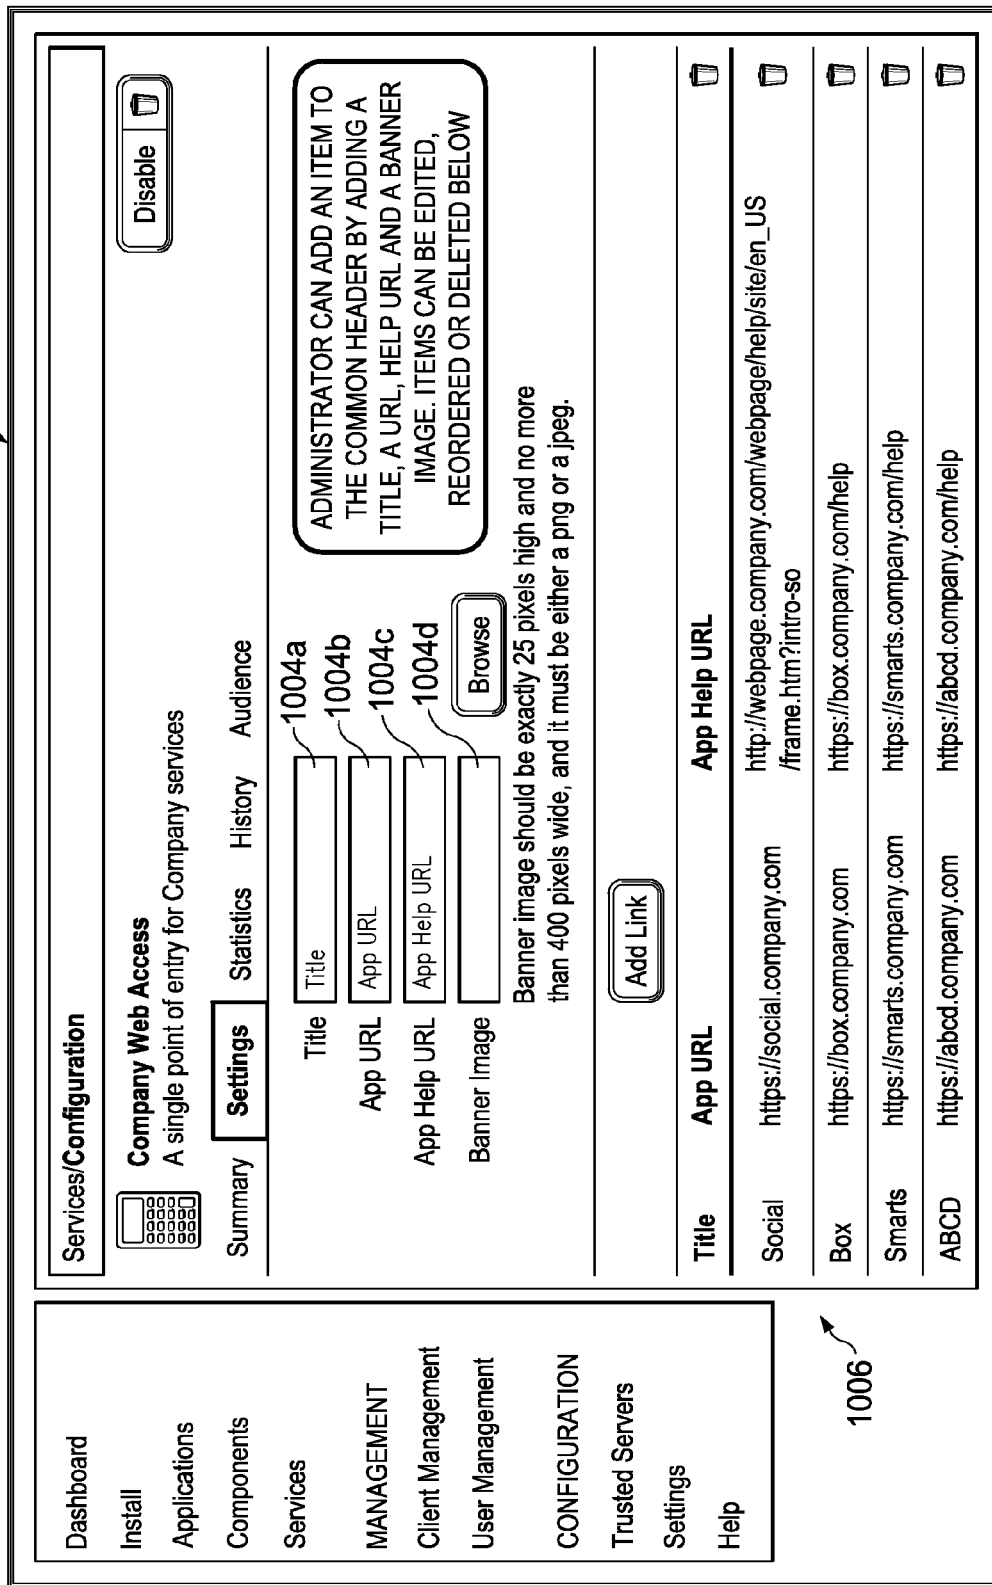 Dashboard
Install
Applications
Components
Services
MANAGEMENT
Client Management
User Management
CONFIGURATION
Trusted Servers
Settings
Help
1006
Services/Configuration
Company Web Access
A single point of entry for Company services
Disable
Summary Settings Statistics History Audience
Title Title 1004a
App URL App URL 1004b
App Help URL App Help URL 1004c
Banner Image 1004d Browse
Banner image should be exactly 25 pixels high and no more
than 400 pixels wide, and it must be either a png or a jpeg.
ADMINISTRATOR CAN ADD AN ITEM TO
THE COMMON HEADER BY ADDING A
TITLE, A URL, HELP URL AND A BANNER
IMAGE. ITEMS CAN BE EDITED,
REORDERED OR DELETED BELOW
Add Link
Title App URL App Help URL
Social https://social.company.com http://webpage.company.com/webpage/help/site/en_US
/frame.htm?intro-so
Box https://box.company.com https://box.company.com/help
Smarts https://smarts.company.com https://smarts.company.com/help
ABCD https://abcd.company.com https://abcd.company.com/help